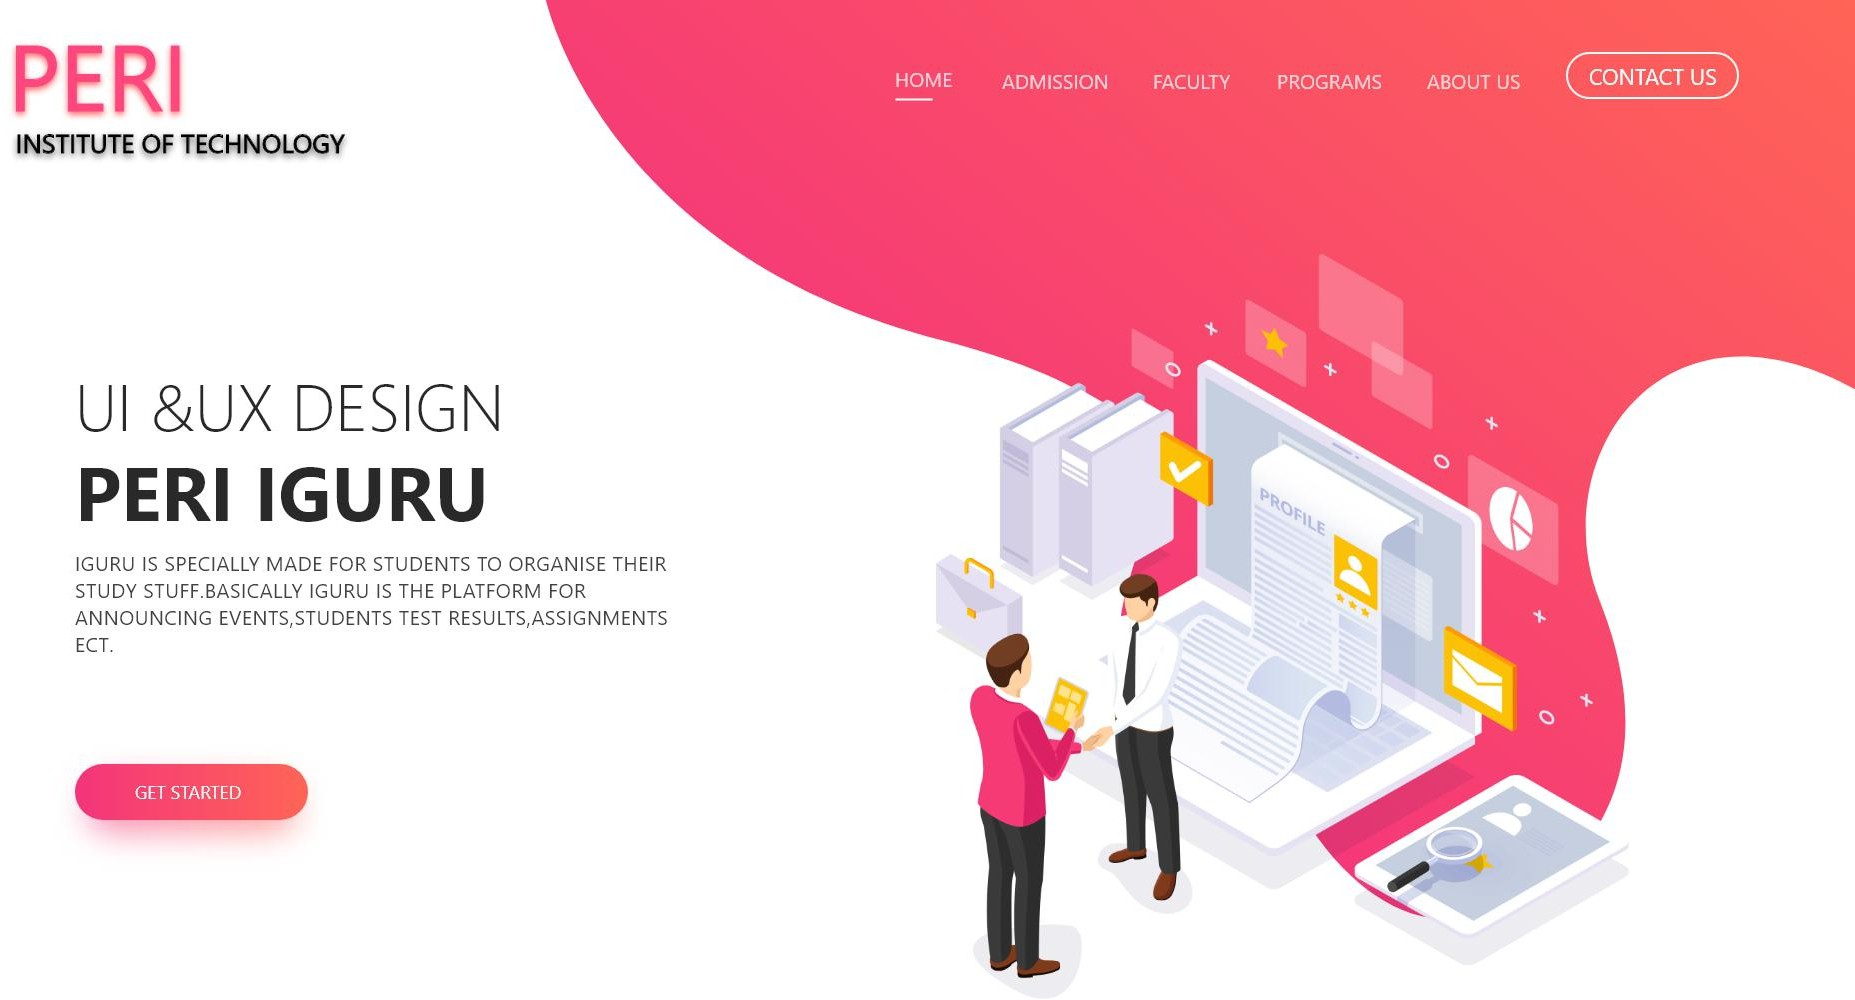 PERI
INSTITUTE OF TECHNOLOGY
HOME
ADMISSION
FACULTY
PROGRAMS
ABOUT US
CONTACT US
UI &UX DESIGN
PERI IGURU
IGURU IS SPECIALLY MADE FOR STUDENTS TO ORGANISE THEIR
STUDY STUFF.BASICALLY IGURU IS THE PLATFORM FOR
ANNOUNCING EVENTS,STUDENTS TEST RESULTS,ASSIGNMENTS
ECT.
GET STARTED
PROFILE